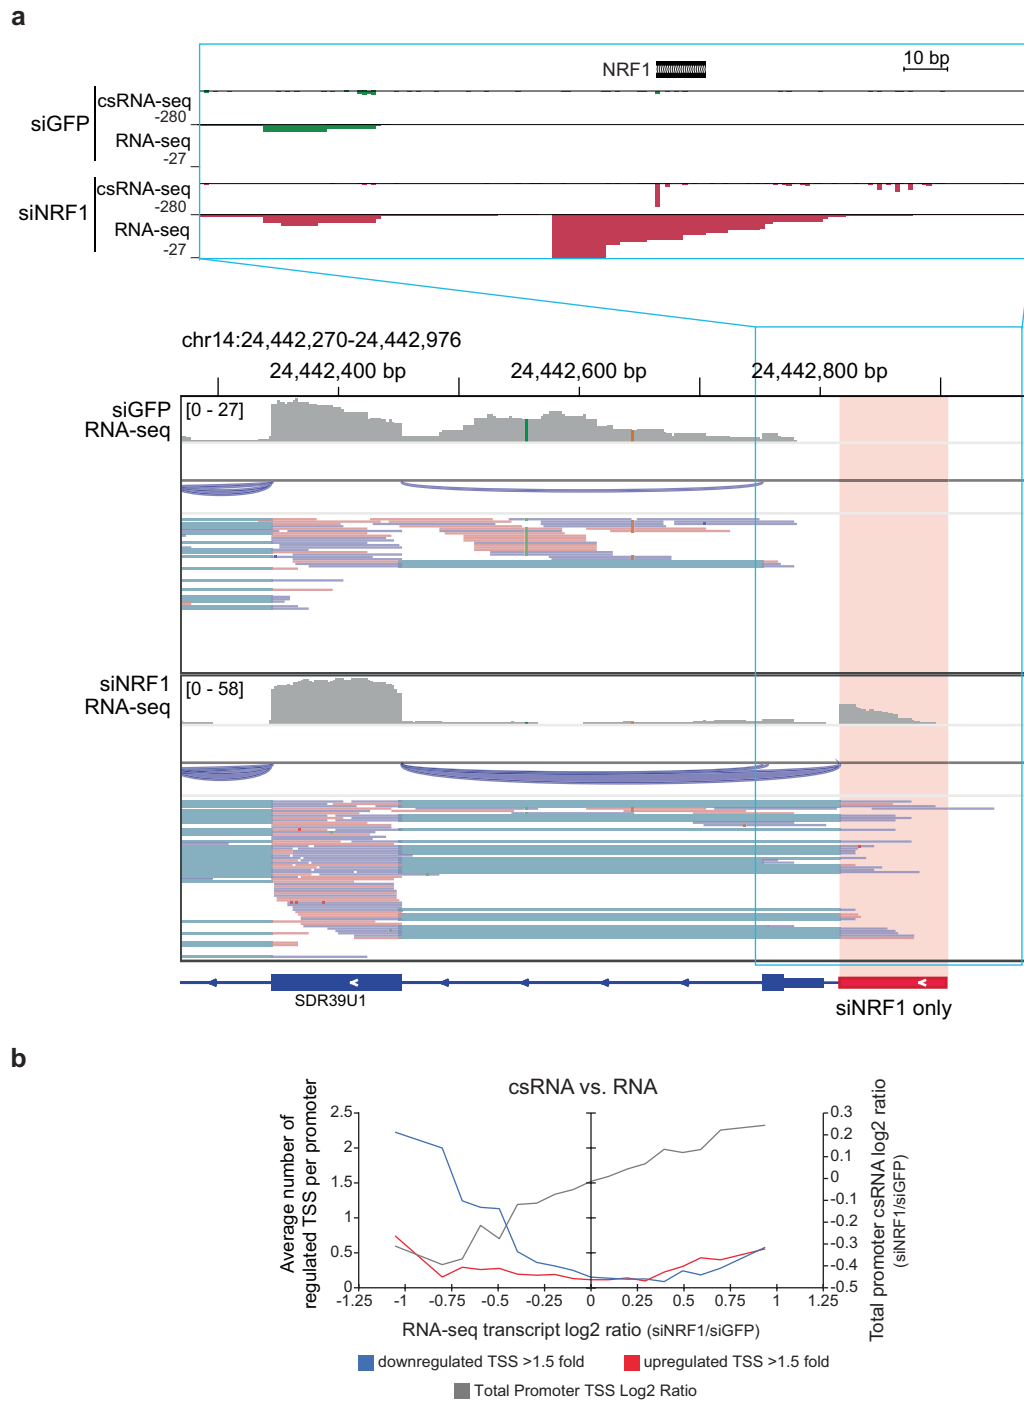 a
NRF1
10 bp
siGFP
csRNA-seq
-280
RNA-seq
-27
siNRF1
csRNA-seq
-280
RNA-seq
-27
chr14:24,442,270-24,442,976
24,442,400 bp
24,442,600 bp
24,442,800 bp
siGFP
RNA-seq
[0 - 27]
siNRF1
RNA-seq
[0 - 58]
SDR39U1
siNRF1 only
b
csRNA vs. RNA
Average number of
regulated TSS per promoter
2.5
2
1.5
1
0.5
0
0.3
0.2
0.1
0
-0.1
-0.2
-0.3
-0.4
-0.5
Total promoter csRNA log2 ratio
(siNRF1/siGFP)
-1.25 -1 -0.75 -0.5 -0.25 0 0.25 0.5 0.75 1 1.25
RNA-seq transcript log2 ratio (siNRF1/siGFP)
downregulated TSS >1.5 fold
upregulated TSS >1.5 fold
Total Promoter TSS Log2 Ratio